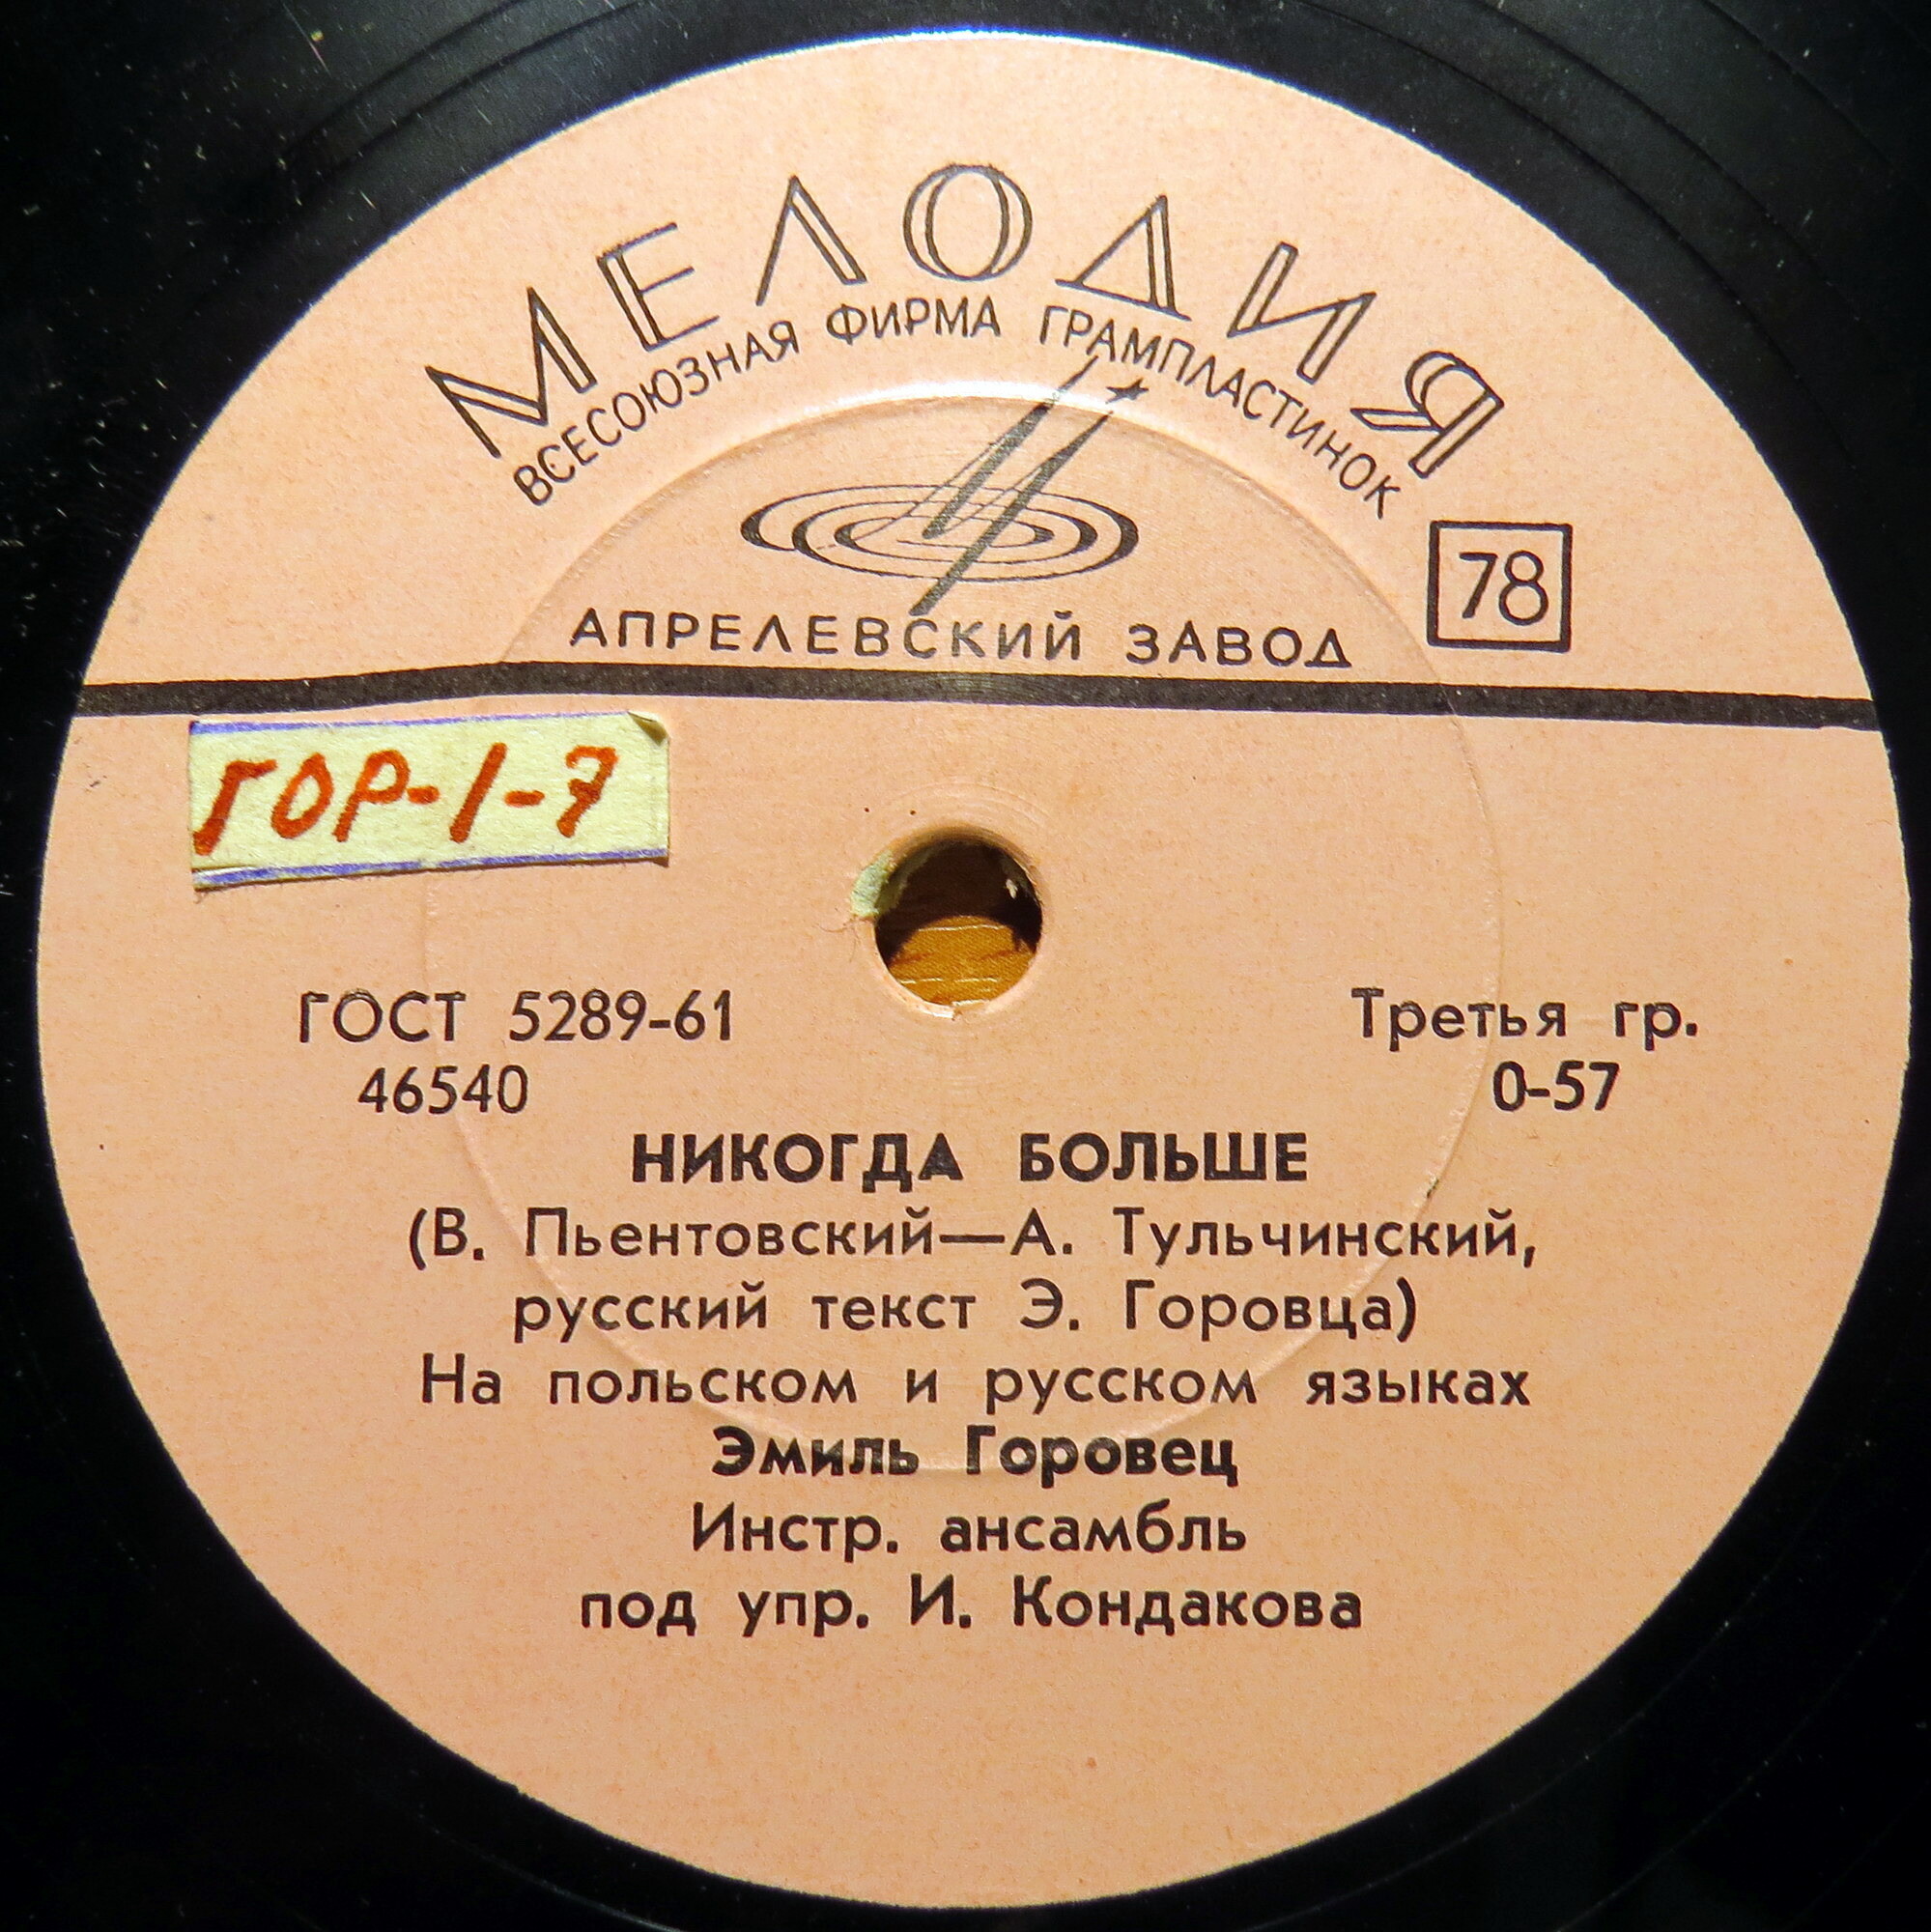 МЕЛОДИЯ
ВСЕСОЮЗНАЯ ФИРМА ГРАМПЛАСТИНОК
78
АПРЕЛЕВСКИЙ ЗАВОД
ГОР-1-7
ГОСТ 5289-61 Третья гр.
46540 0-57
НИКОГДА БОЛЬШЕ
(В. Пьентовский—А. Тульчинский,
русский текст Э. Горовца)
На польском и русском языках
Эмиль Горовец
Инстр. ансамбль
под упр. И. Кондакова